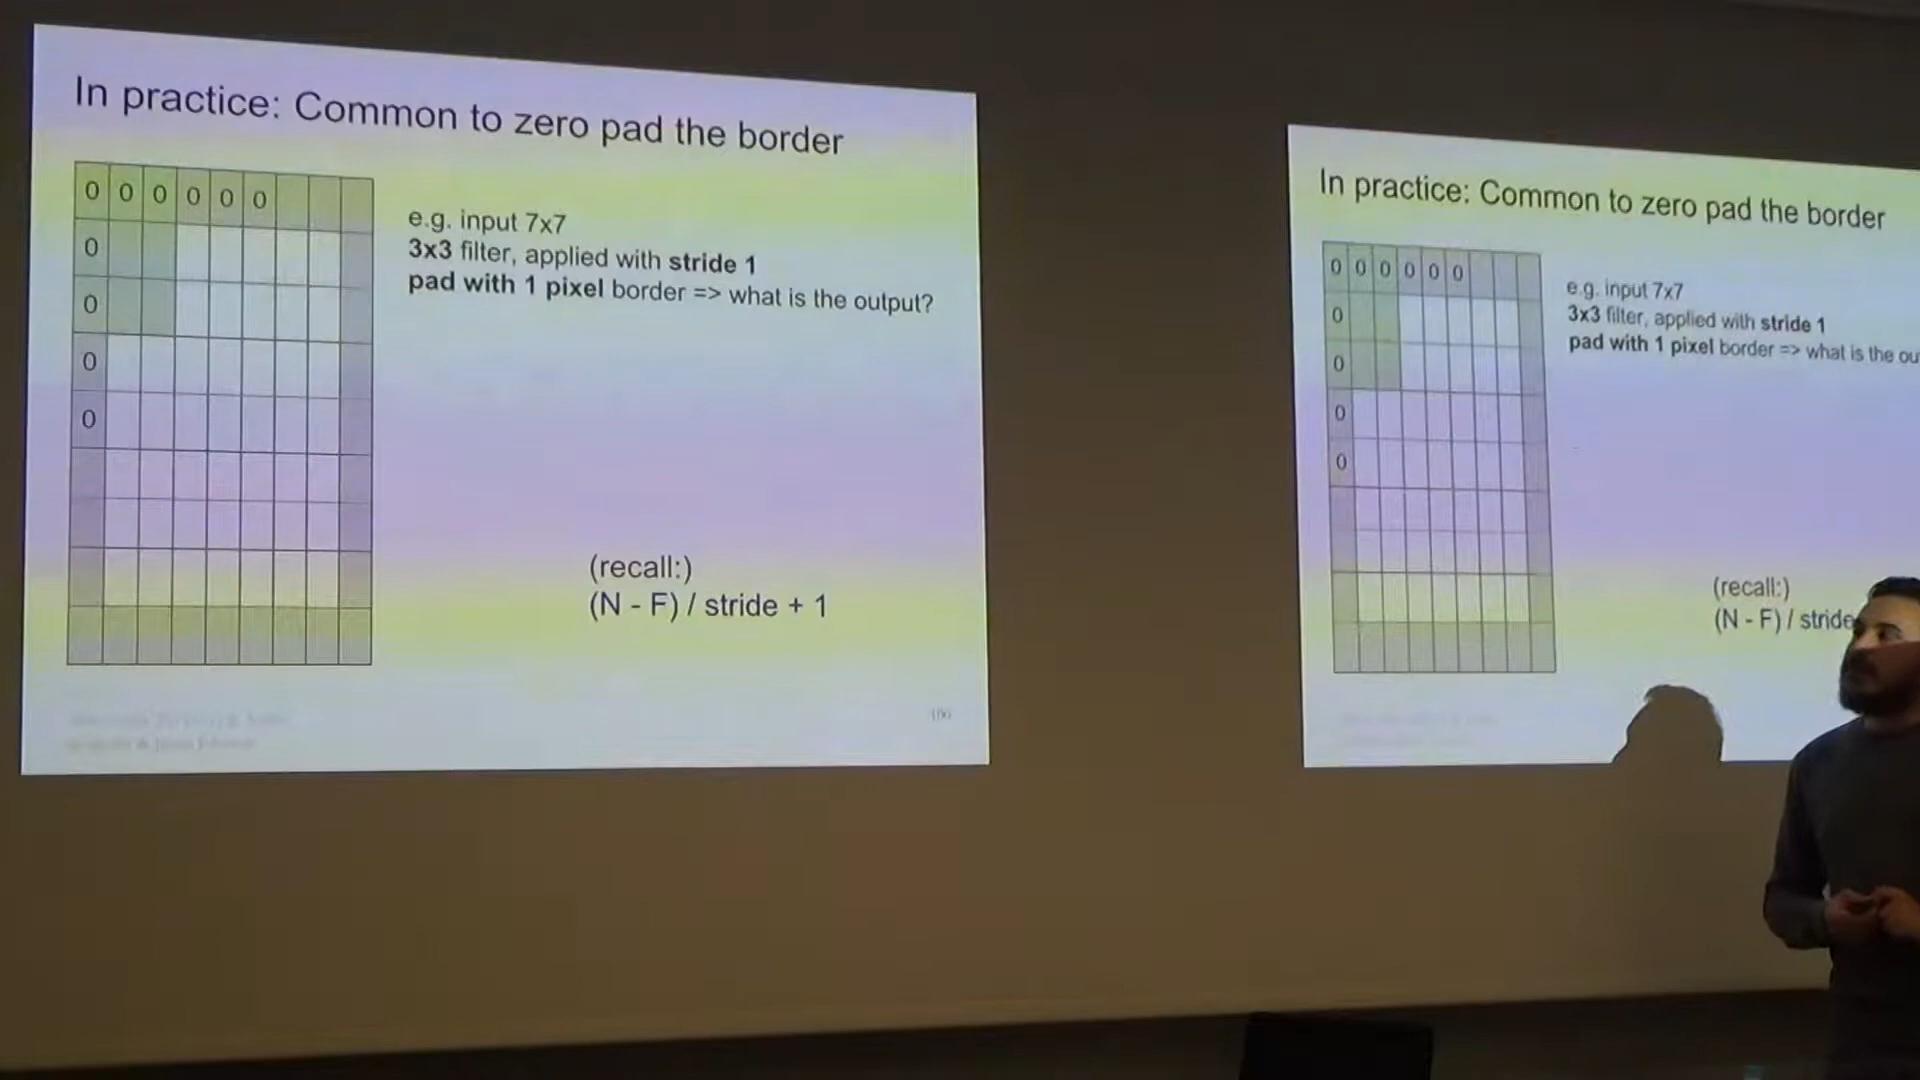 In practice: Common to zero pad the border
0 0 0 0 0 0
0
0
0
0
e.g. input 7x7
3x3 filter, applied with stride 1
pad with 1 pixel border => what is the output?
(recall:)
(N - F) / stride + 1
In practice: Common to zero pad the border
0 0 0 0 0 0
0
0
0
0
e.g. input 7x7
3x3 filter, applied with stride 1
pad with 1 pixel border => what is the ou
(recall:)
(N - F) / stride